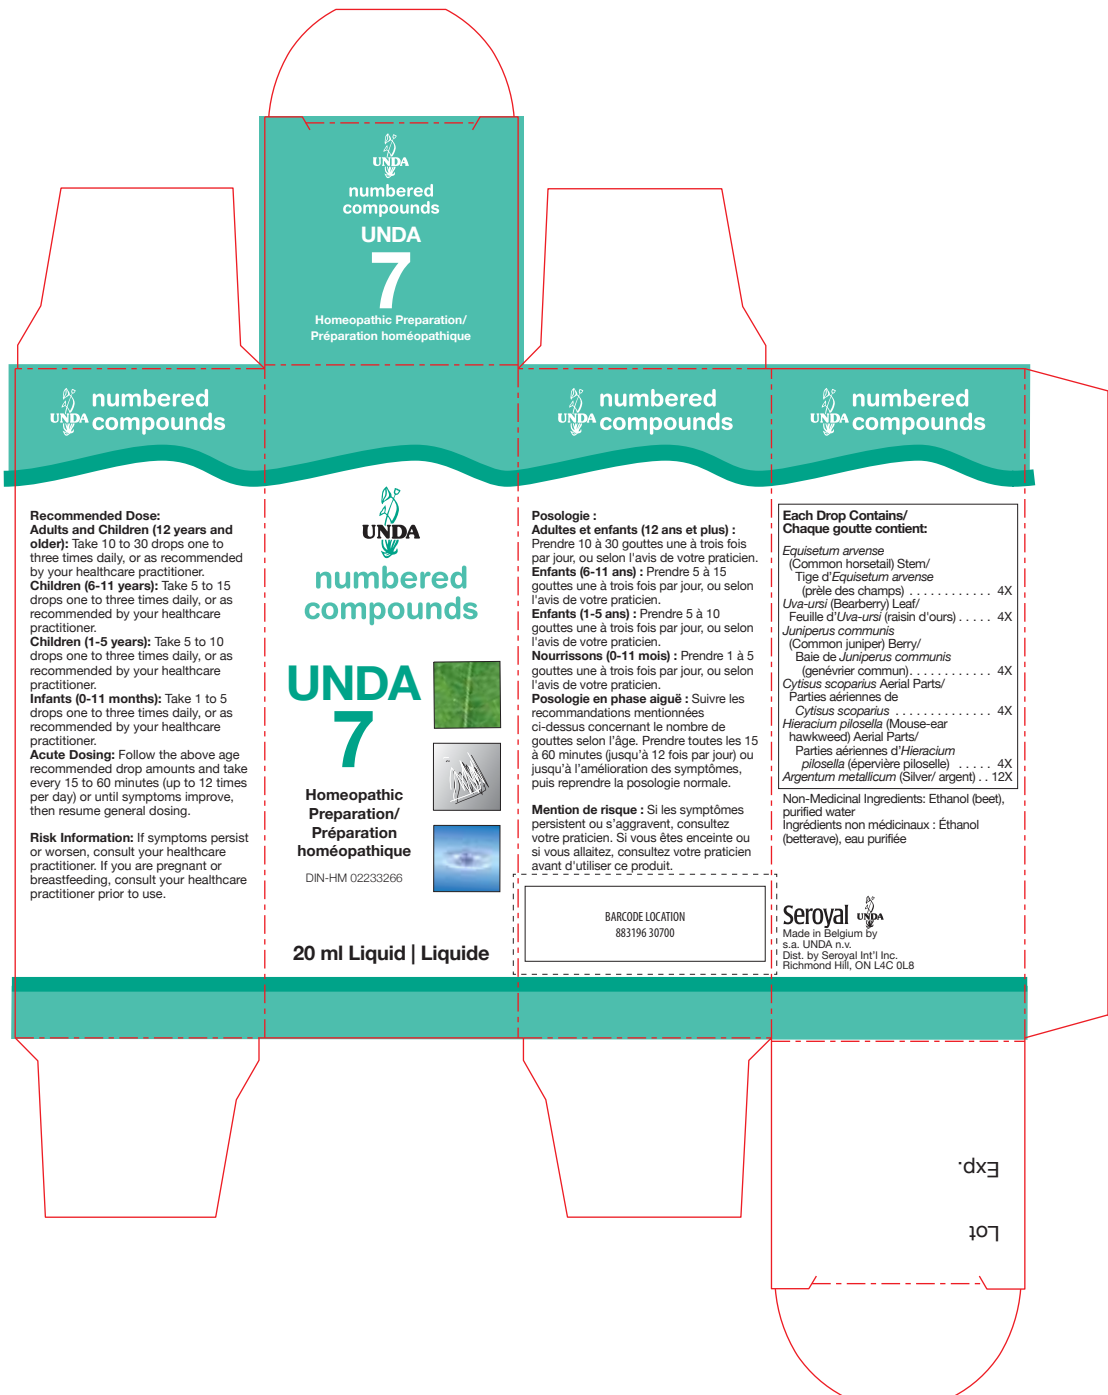 UNDA
numbered
compounds
UNDA
7
Homeopathic Preparation/
Préparation homéopathique
UNDA
numbered
compounds
Recommended Dose:
Adults and Children (12 years and
older): Take 10 to 30 drops one to
three times daily, or as recommended
by your healthcare practitioner.
Children (6-11 years): Take 5 to 15
drops one to three times daily, or as
recommended by your healthcare
practitioner.
Children (1-5 years): Take 5 to 10
drops one to three times daily, or as
recommended by your healthcare
practitioner.
Infants (0-11 months): Take 1 to 5
drops one to three times daily, or as
recommended by your healthcare
practitioner.
Acute Dosing: Follow the above age
recommended drop amounts and take
every 15 to 60 minutes (up to 12 times
per day) or until symptoms improve,
then resume general dosing.
Risk Information: If symptoms persist
or worsen, consult your healthcare
practitioner. If you are pregnant or
breastfeeding, consult your healthcare
practitioner prior to use.
UNDA
numbered
compounds
UNDA
7
Homeopathic
Preparation/
Préparation
homéopathique
DIN-HM 02233266
20 ml Liquid | Liquide
UNDA
numbered
compounds
Posologie :
Adultes et enfants (12 ans et plus) :
Prendre 10 à 30 gouttes une à trois fois
par jour, ou selon l'avis de votre praticien.
Enfants (6-11 ans) : Prendre 5 à 15
gouttes une à trois fois par jour, ou selon
l'avis de votre praticien.
Enfants (1-5 ans) : Prendre 5 à 10
gouttes une à trois fois par jour, ou selon
l'avis de votre praticien.
Nourrissons (0-11 mois) : Prendre 1 à 5
gouttes une à trois fois par jour, ou selon
l'avis de votre praticien.
Posologie en phase aiguë : Suivre les
recommandations mentionnées
ci-dessus concernant le nombre de
gouttes selon l'âge. Prendre toutes les 15
à 60 minutes (jusqu'à 12 fois par jour) ou
jusqu'à l'amélioration des symptômes,
puis reprendre la posologie normale.
Mention de risque : Si les symptômes
persistent ou s'aggravent, consultez
votre praticien. Si vous êtes enceinte ou
si vous allaitez, consultez votre praticien
avant d'utiliser ce produit.
BARCODE LOCATION
883196 30700
UNDA
numbered
compounds
Each Drop Contains/
Chaque goutte contient:
Equisetum arvense
(Common horsetail) Stem/
Tige d'Equisetum arvense
(prèle des champs) . . . . . . . . . . . . 4X
Uva-ursi (Bearberry) Leaf/
Feuille d'Uva-ursi (raisin d'ours) . . . . . 4X
Juniperus communis
(Common juniper) Berry/
Baie de Juniperus communis
(genévrier commun). . . . . . . . . . . . 4X
Cytisus scoparius Aerial Parts/
Parties aériennes de
Cytisus scoparius . . . . . . . . . . . . . . 4X
Hieracium pilosella (Mouse-ear
hawkweed) Aerial Parts/
Parties aériennes d'Hieracium
pilosella (épervière piloselle) . . . . . 4X
Argentum metallicum (Silver/ argent) . . 12X
Non-Medicinal Ingredients: Ethanol (beet),
purified water
Ingrédients non médicinaux : Éthanol
(betterave), eau purifiée
Seroyal UNDA
Made in Belgium by
s.a. UNDA n.v.
Dist. by Seroyal Int'l Inc.
Richmond Hill, ON L4C 0L8
Exp.
Lot